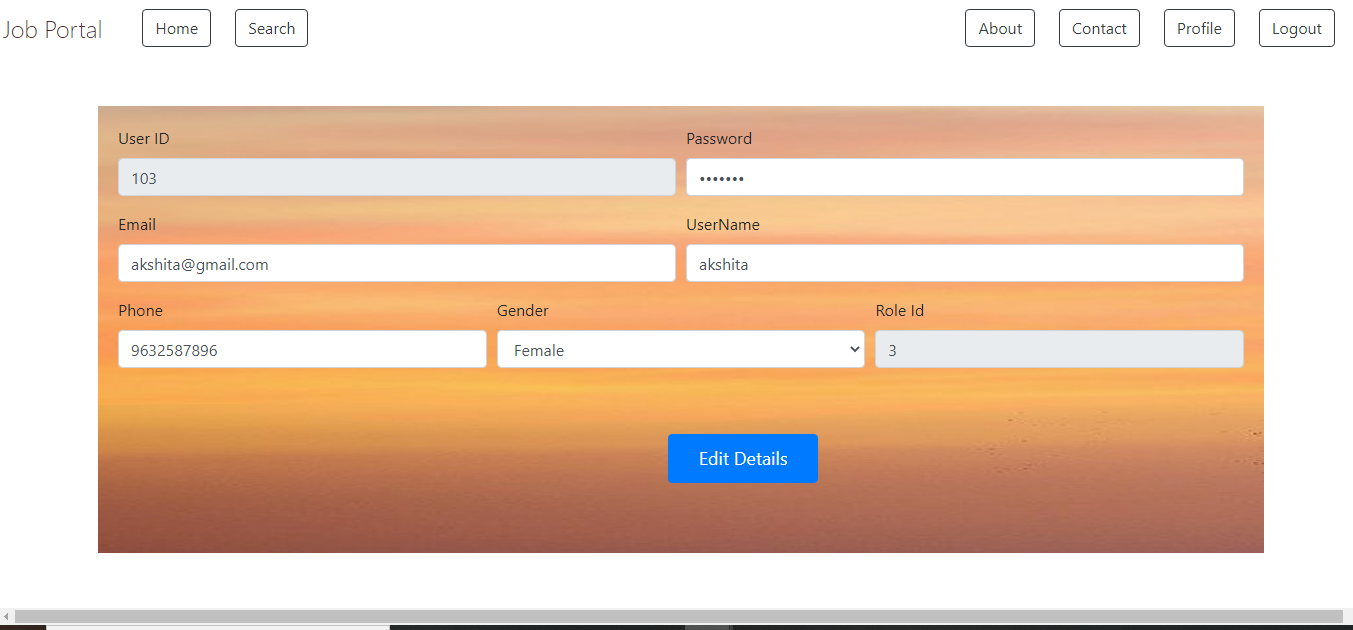 Job Portal Home Search About Contact Profile Logout
User ID Password
103 •••••••
Email UserName
akshita@gmail.com akshita
Phone Gender Role Id
9632587896 Female 3
Edit Details